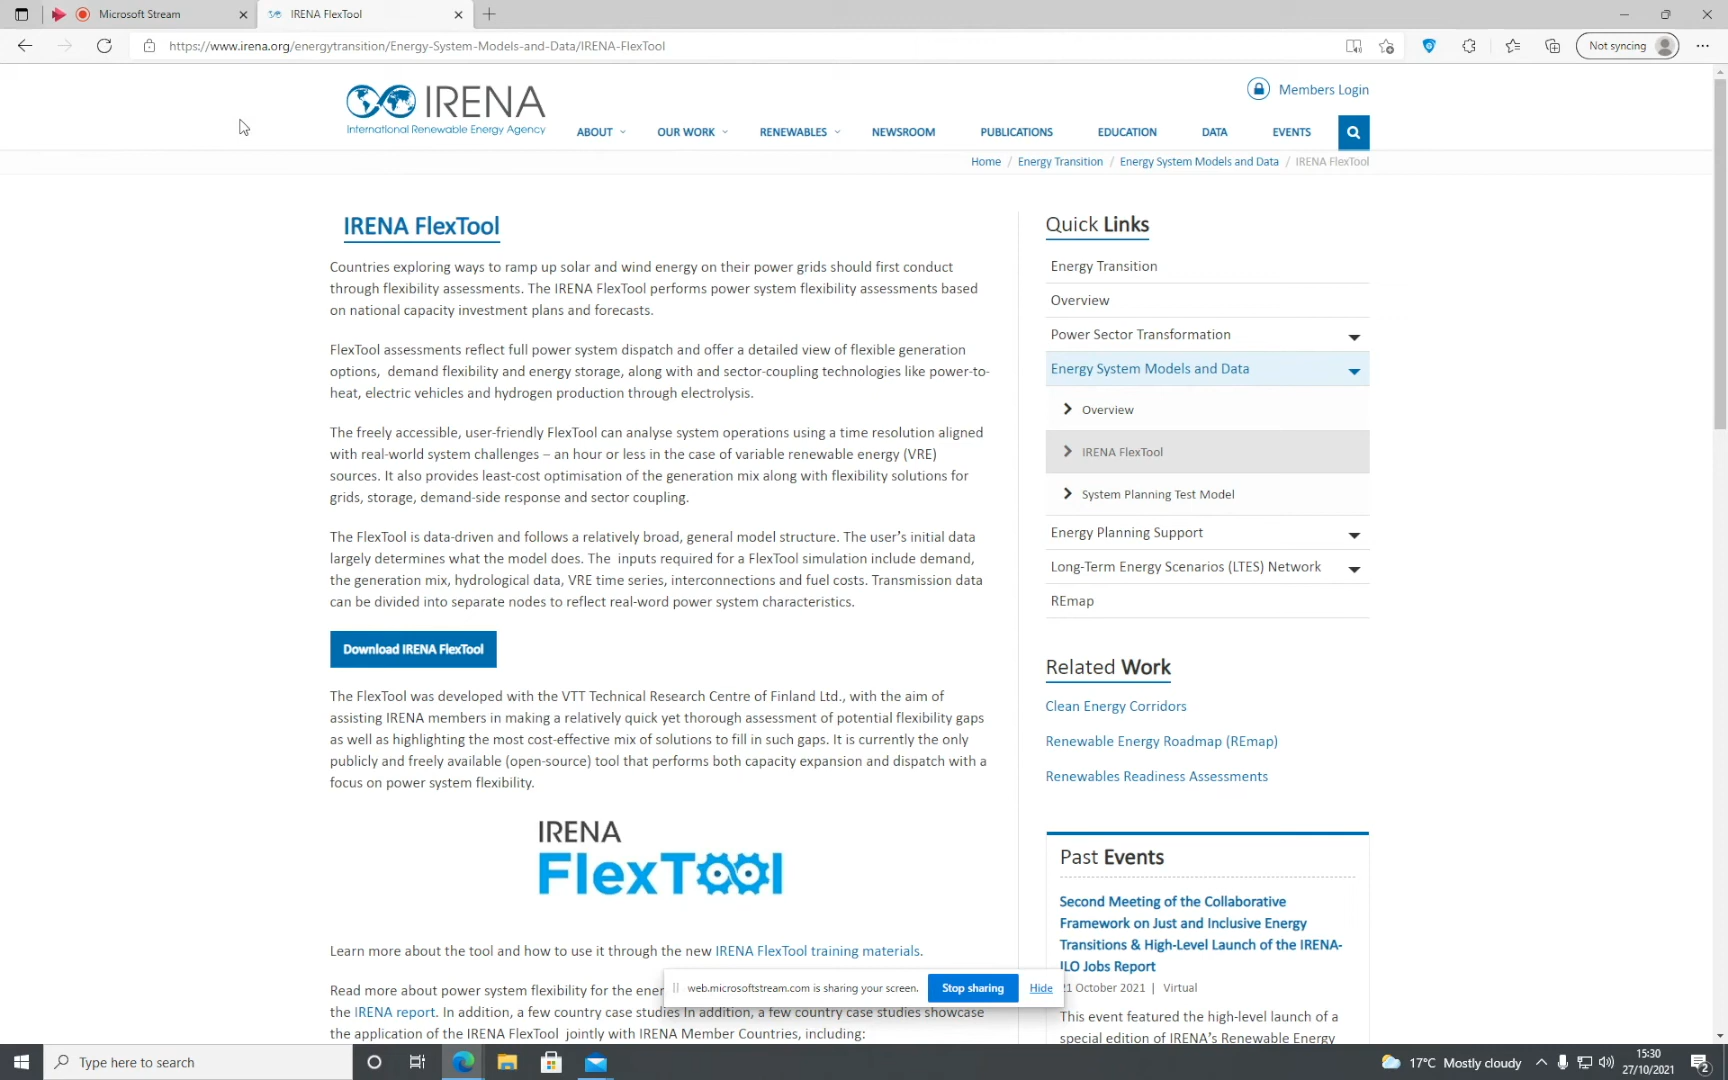 Microsoft Stream
IRENA FlexTool
https://www.irena.org/energytransition/Energy-System-Models-and-Data/IRENA-FlexTool
Not syncing
IRENA
International Renewable Energy Agency
Members Login
ABOUT
OUR WORK
RENEWABLES
NEWSROOM
PUBLICATIONS
EDUCATION
DATA
EVENTS
Home / Energy Transition / Energy System Models and Data / IRENA FlexTool
IRENA FlexTool
Countries exploring ways to ramp up solar and wind energy on their power grids should first conduct
through flexibility assessments. The IRENA FlexTool performs power system flexibility assessments based
on national capacity investment plans and forecasts.
FlexTool assessments reflect full power system dispatch and offer a detailed view of flexible generation
options, demand flexibility and energy storage, along with and sector-coupling technologies like power-to-
heat, electric vehicles and hydrogen production through electrolysis.
The freely accessible, user-friendly FlexTool can analyse system operations using a time resolution aligned
with real-world system challenges – an hour or less in the case of variable renewable energy (VRE)
sources. It also provides least-cost optimisation of the generation mix along with flexibility solutions for
grids, storage, demand-side response and sector coupling.
The FlexTool is data-driven and follows a relatively broad, general model structure. The user's initial data
largely determines what the model does. The inputs required for a FlexTool simulation include demand,
the generation mix, hydrological data, VRE time series, interconnections and fuel costs. Transmission data
can be divided into separate nodes to reflect real-word power system characteristics.
Download IRENA FlexTool
The FlexTool was developed with the VTT Technical Research Centre of Finland Ltd., with the aim of
assisting IRENA members in making a relatively quick yet thorough assessment of potential flexibility gaps
as well as highlighting the most cost-effective mix of solutions to fill in such gaps. It is currently the only
publicly and freely available (open-source) tool that performs both capacity expansion and dispatch with a
focus on power system flexibility.
IRENA
FlexTool
Learn more about the tool and how to use it through the new IRENA FlexTool training materials.
Read more about power system flexibility for the ener
the IRENA report. In addition, a few country case studies In addition, a few country case studies showcase
the application of the IRENA FlexTool jointly with IRENA Member Countries, including:
Quick Links
Energy Transition
Overview
Power Sector Transformation
Energy System Models and Data
Overview
IRENA FlexTool
System Planning Test Model
Energy Planning Support
Long-Term Energy Scenarios (LTES) Network
REmap
Related Work
Clean Energy Corridors
Renewable Energy Roadmap (REmap)
Renewables Readiness Assessments
Past Events
Second Meeting of the Collaborative
Framework on Just and Inclusive Energy
Transitions & High-Level Launch of the IRENA-
ILO Jobs Report
21 October 2021 | Virtual
This event featured the high-level launch of a
special edition of IRENA's Renewable Energy
web.microsoftstream.com is sharing your screen.
Stop sharing
Hide
Type here to search
17°C Mostly cloudy
15:30
27/10/2021
2